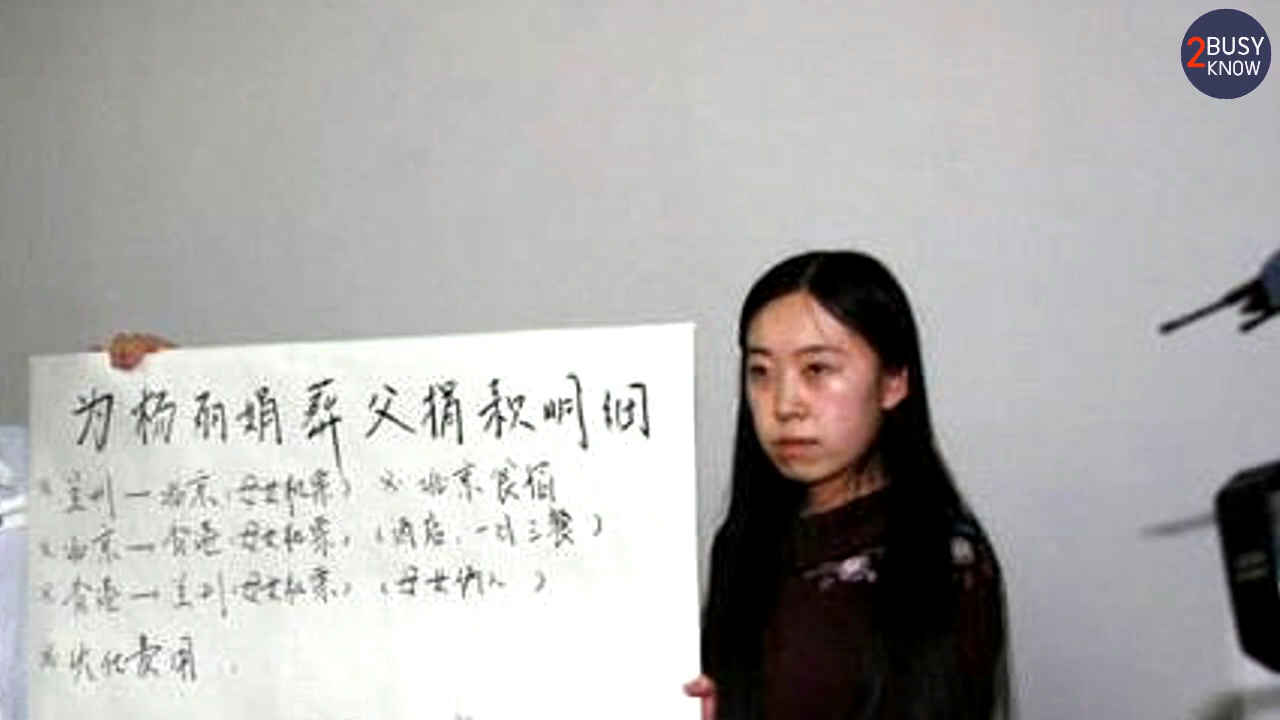 2BUSY
KNOW
为杨丽娟葬父捐款明细
※兰州—北京(母女机票) ※北京食宿
※北京—香港(母女机票)(酒店、一日三餐)
※香港—兰州(母女机票)(母女俩人)
※火化费用